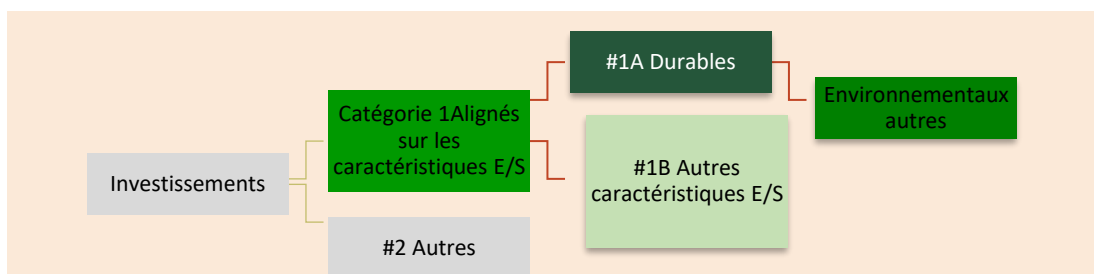 Investissements
Catégorie 1Alignés
sur les
caractéristiques E/S
#2 Autres
#1A Durables
#1B Autres
caractéristiques E/S
Environnementaux
autres